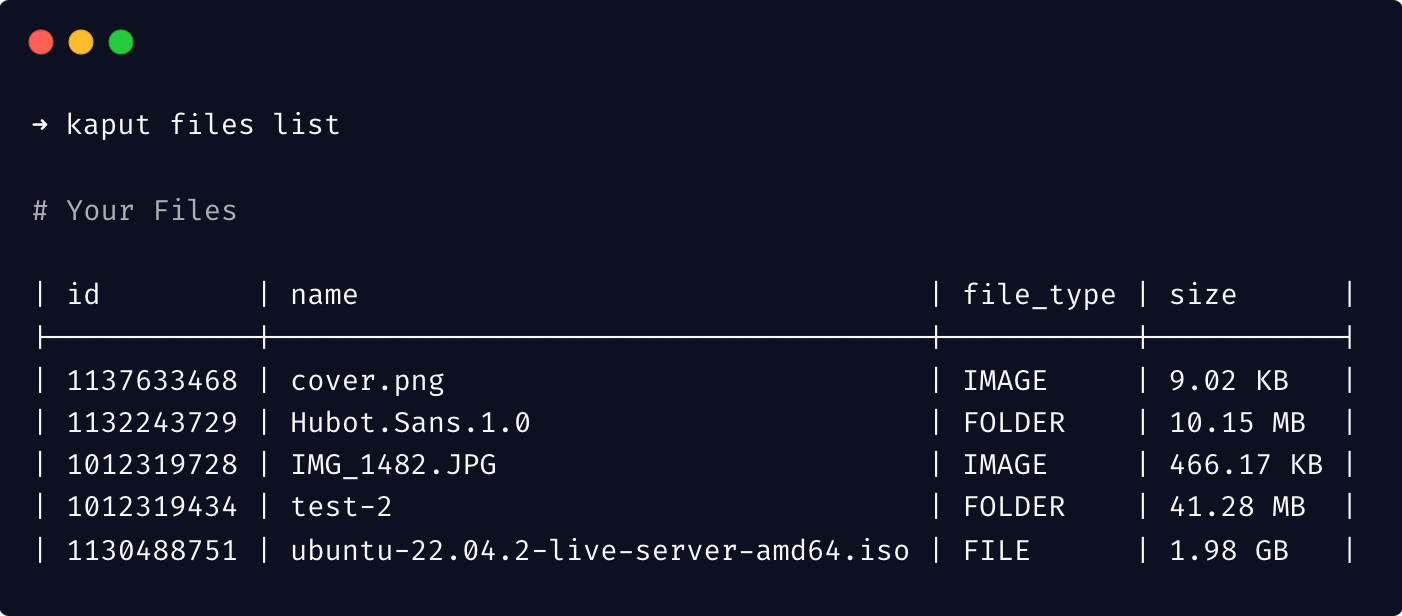 ➜ kaput files list
# Your Files
| id | name | file_type | size |
| 1137633468 | cover.png | IMAGE | 9.02 KB |
| 1132243729 | Hubot.Sans.1.0 | FOLDER | 10.15 MB |
| 1012319728 | IMG_1482.JPG | IMAGE | 466.17 KB |
| 1012319434 | test-2 | FOLDER | 41.28 MB |
| 1130488751 | ubuntu-22.04.2-live-server-amd64.iso | FILE | 1.98 GB |